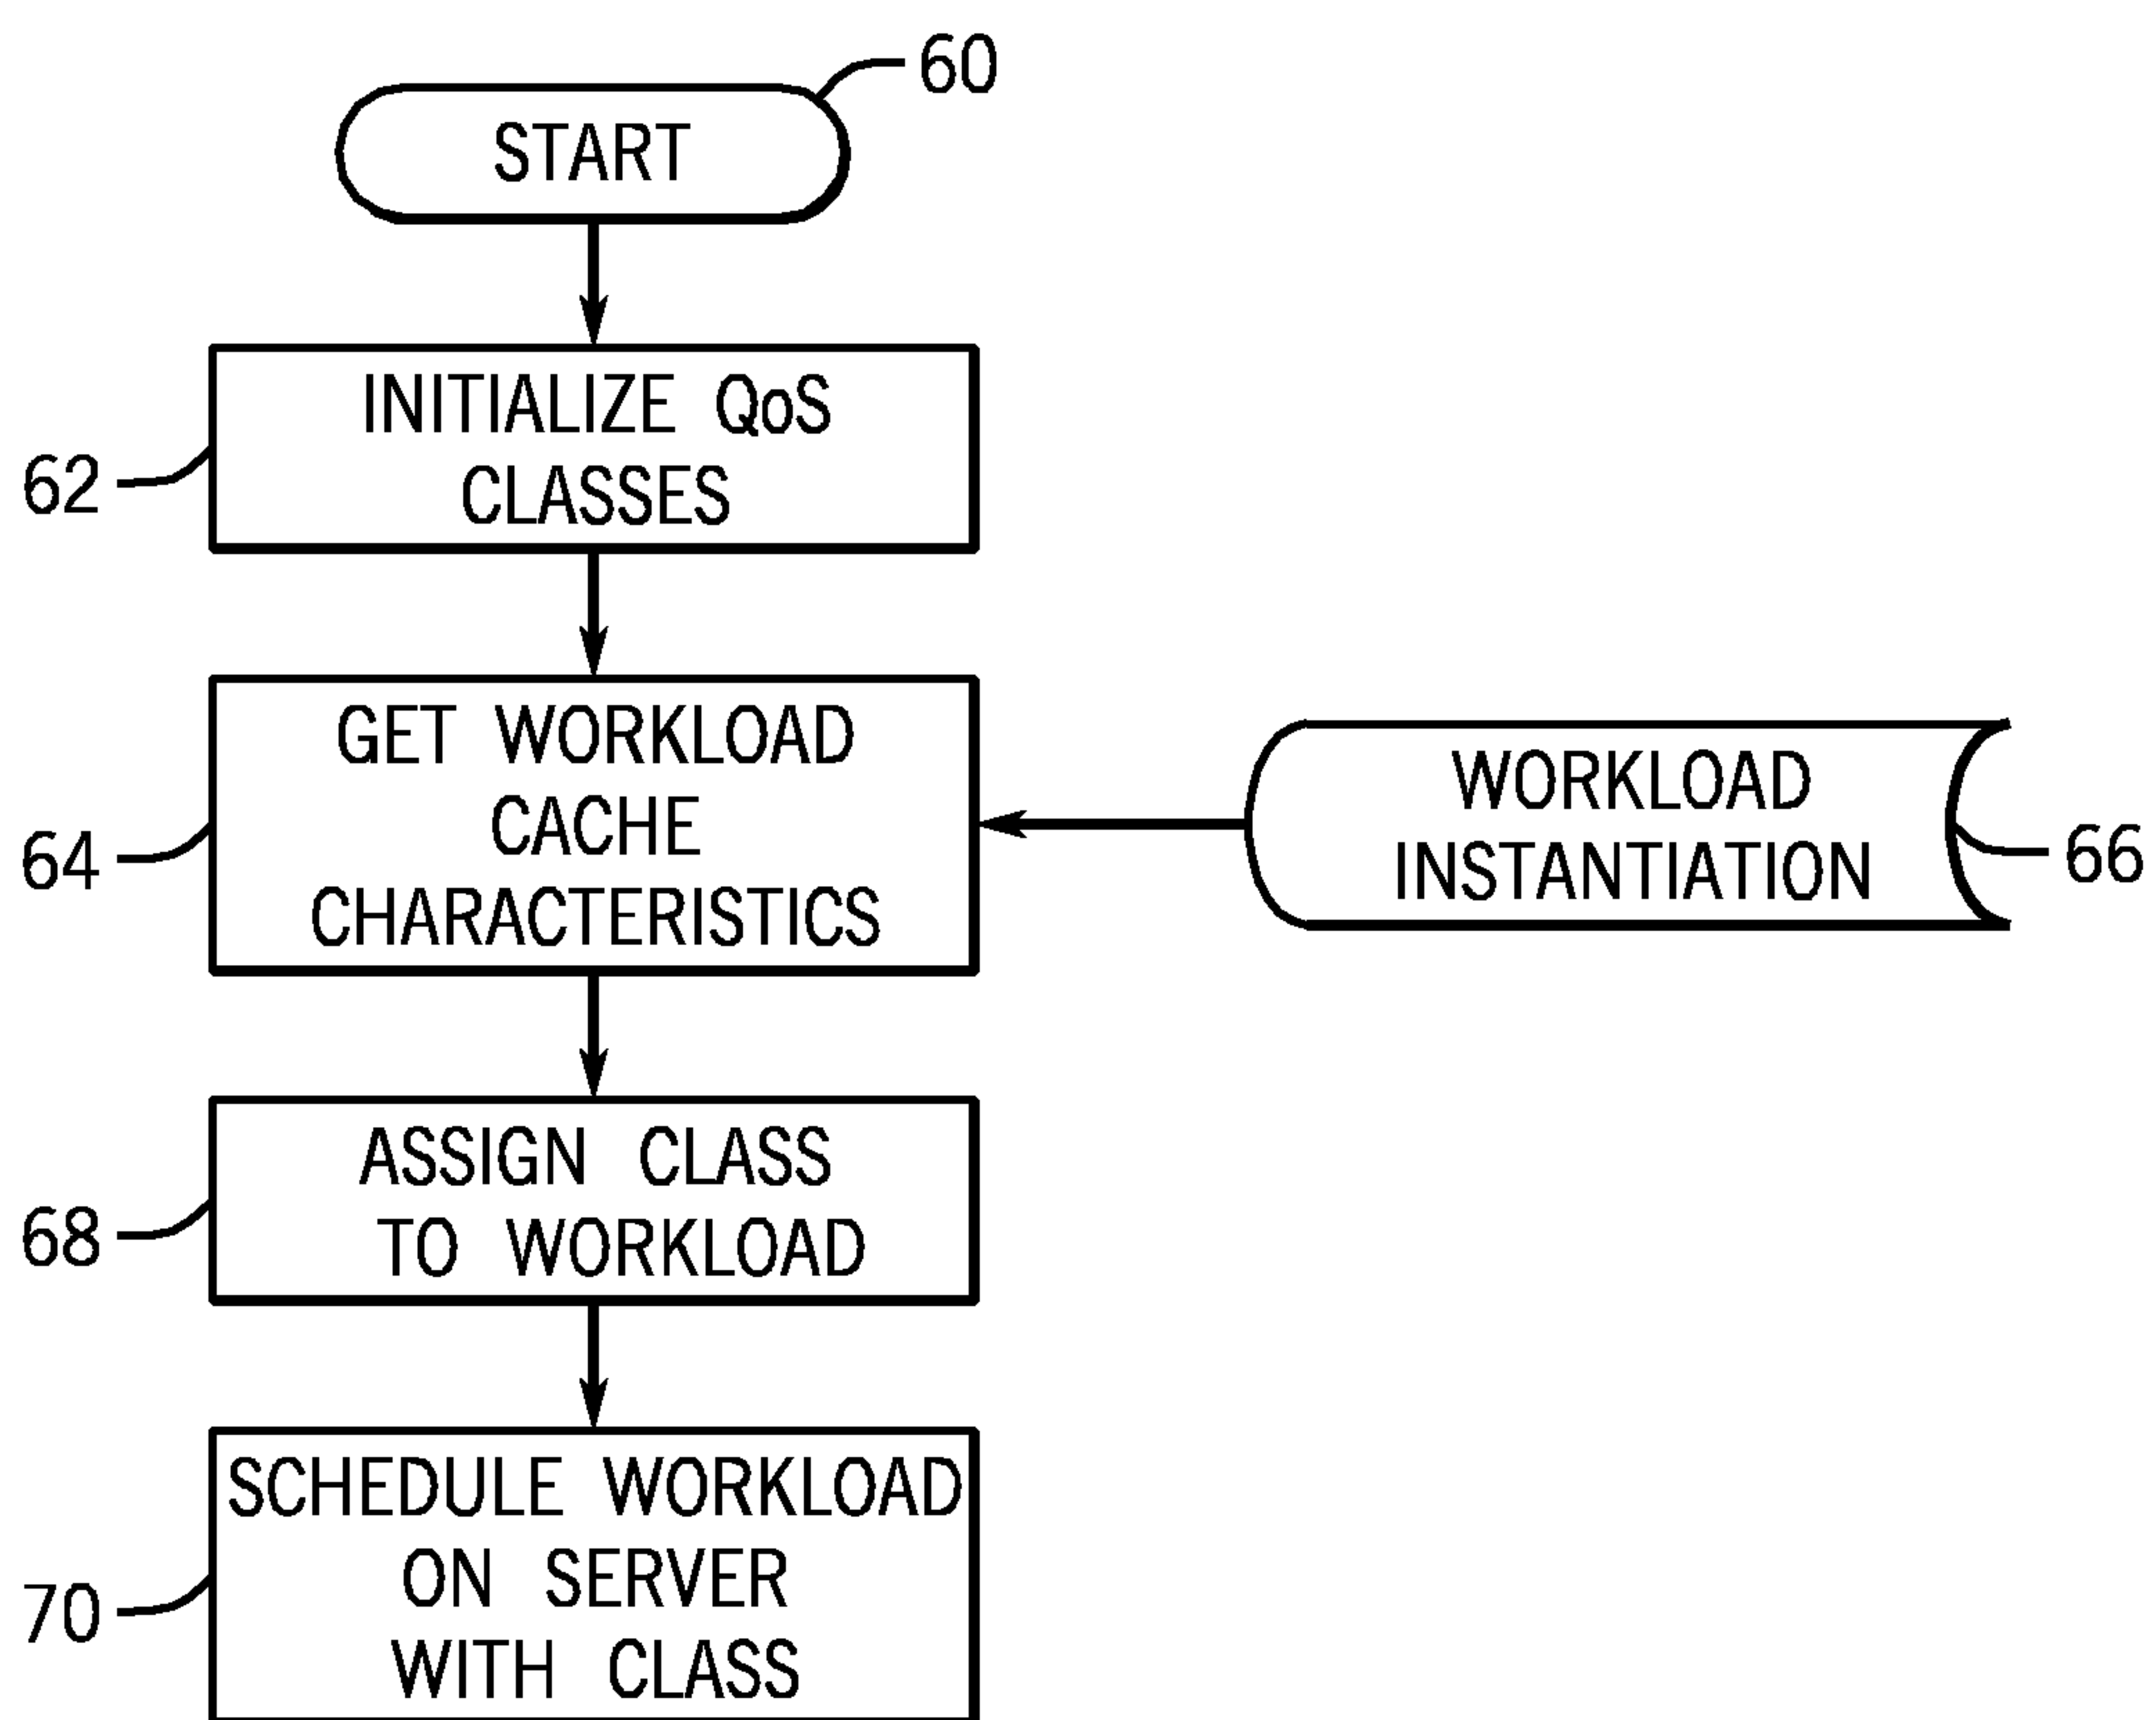 60
START
INITIALIZE QoS
CLASSES
62
GET WORKLOAD
CACHE
CHARACTERISTICS
64
WORKLOAD
INSTANTIATION
66
ASSIGN CLASS
TO WORKLOAD
68
SCHEDULE WORKLOAD
ON SERVER
WITH CLASS
70